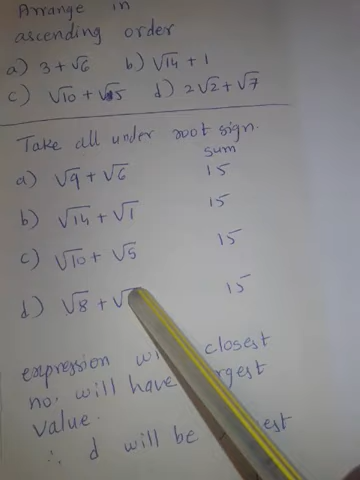 Arrange in
ascending order
a) 3 + √6 b) √14 + 1
c) √10 + √5 d) 2√2 + √7
Take all under root sign.
sum
a) √9 + √6 15
b) √14 + √1 15
c) √10 + √5 15
d) √8 + √ 15
expression closest
no. will have
value.
∴ d will be